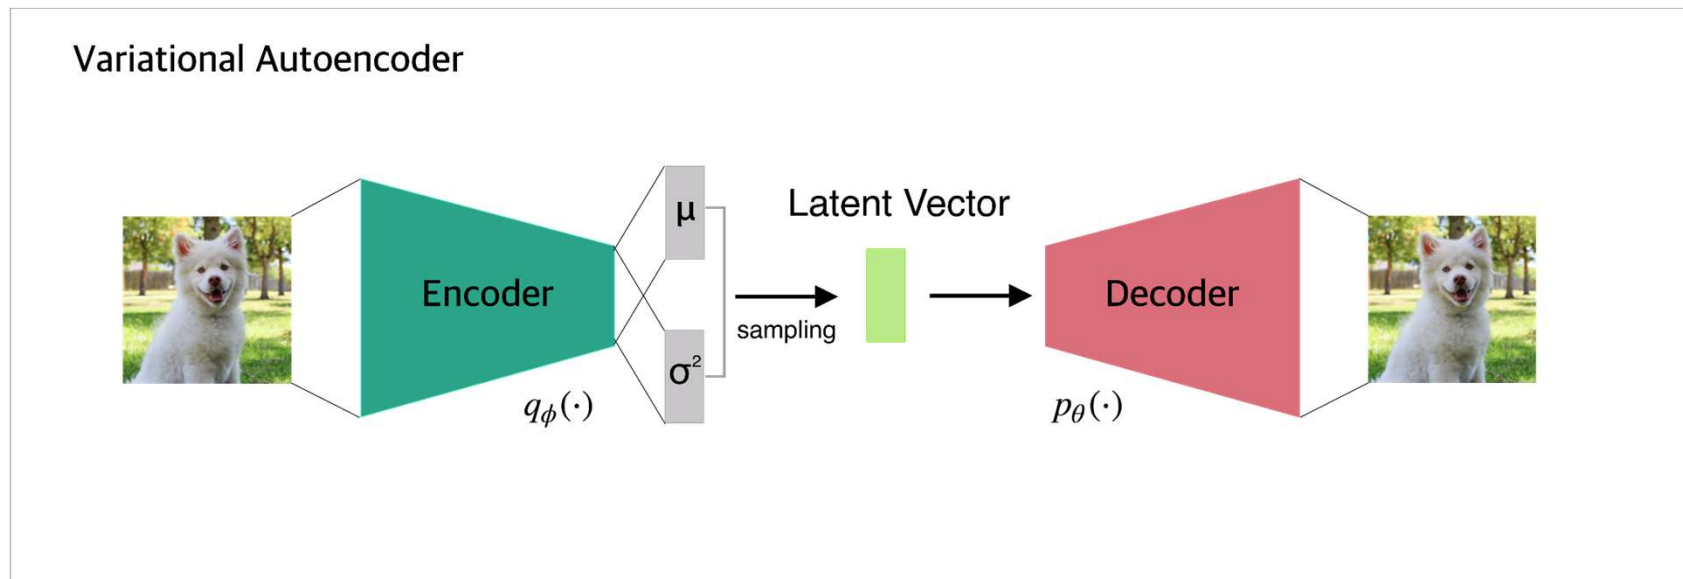 Variational Autoencoder
Encoder
μ
σ²
qϕ(·)
sampling
Latent Vector
Decoder
pθ(·)